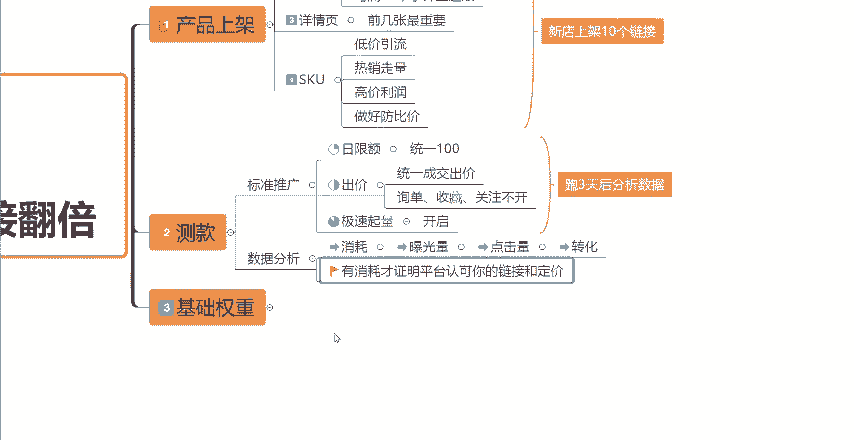 1 产品上架
3 详情页 前几张最重要
新店上架10个链接
低价引流
热销走量
4 SKU
高价利润
做好防比价
日限额 统一100
统一成交出价
标准推广
出价
跑3天后分析数据
询单、收藏、关注不开
接翻倍
2 测款
极速起量 开启
数据分析
消耗 曝光量 点击量 转化
有消耗才证明平台认可你的链接和定价
3 基础权重